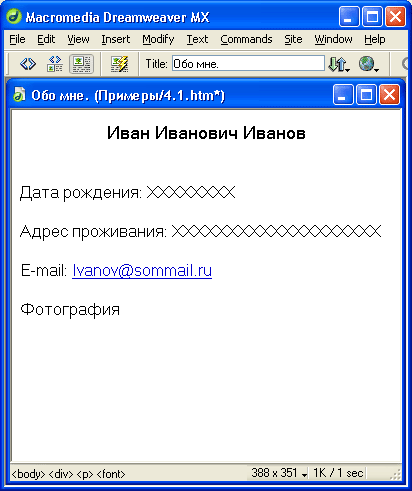 Macromedia Dreamweaver MX
File Edit View Insert Modify Text Commands Site Window Help
Title: Обо мне.
Обо мне. (Примеры/4.1.htm*)
Иван Иванович Иванов
Дата рождения: XXXXXXXXX
Адрес проживания: XXXXXXXXXXXXXXXXXXXXX
E-mail: Ivanov@sommail.ru
Фотография
<body> <div> <p> <font> 388 x 351 1K / 1 sec